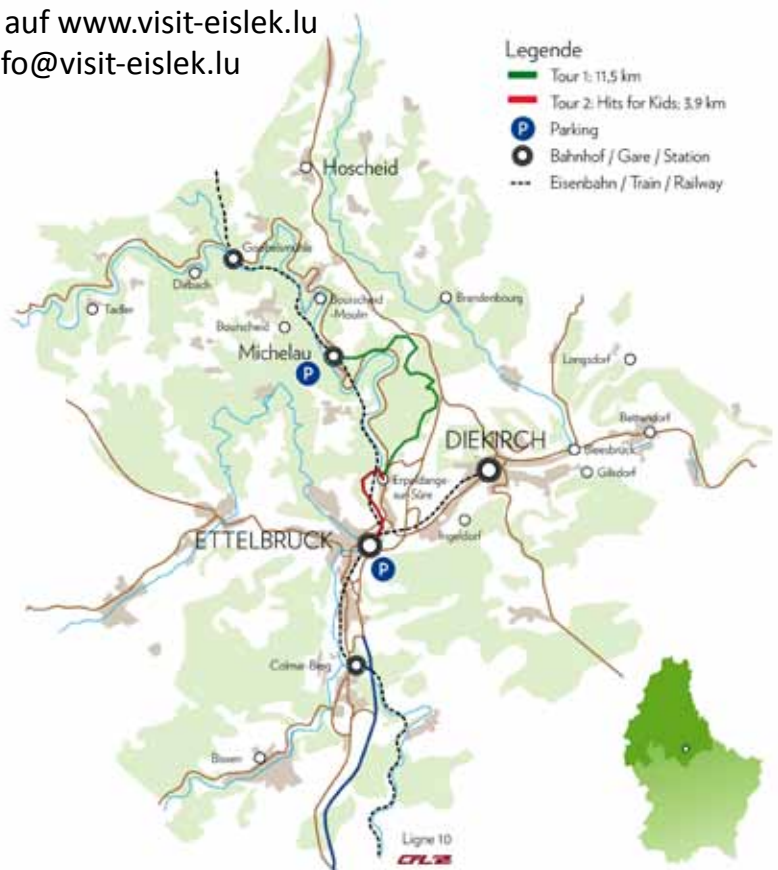 auf www.visit-eislek.lu
fo@visit-eislek.lu
Legende
Tour 1: 11,5 km
Tour 2: Hits for Kids; 3,9 km
P Parking
Bahnhof / Gare / Station
Eisenbahn / Train / Railway
Hoscheid
Goebelsmühle
Dirbach
Tadler
Bourscheid
-Moulin
Bourscheid
Brandenbourg
Michelau
P
Longsdorf
Bettendorf
DIEKIRCH
Bleesbrück
Gilsdorf
Erpeldange
sur-Sûre
Ingeldorf
ETTELBRUCK
P
Colmar-Berg
Bissen
Ligne 10
CFL